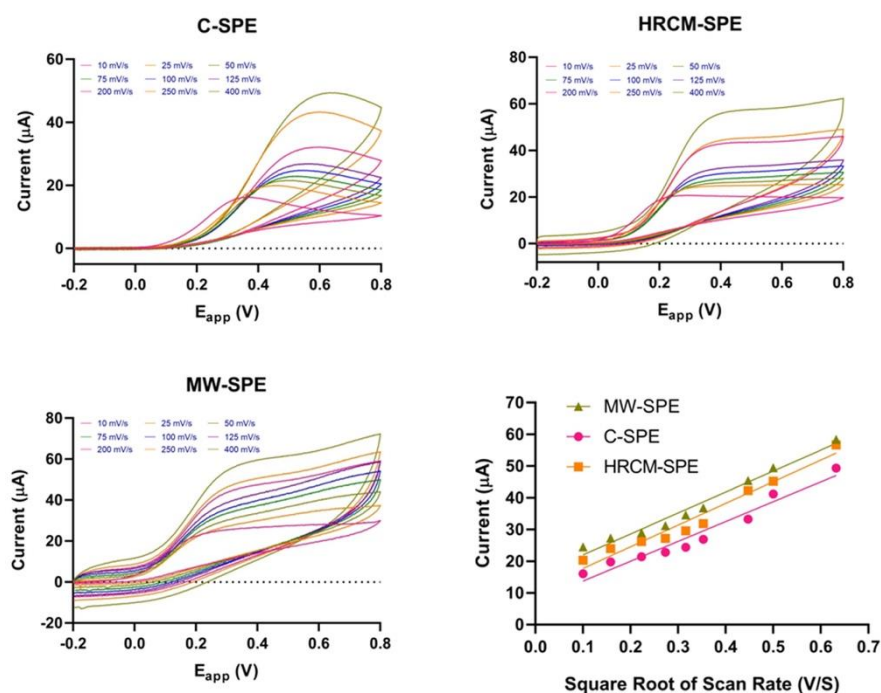 C-SPE
60
40
20
0
-0.2 0.0 0.2 0.4 0.6 0.8
Current (μA)
E app (V)
10 mV/s 25 mV/s 50 mV/s
75 mV/s 100 mV/s 125 mV/s
200 mV/s 250 mV/s 400 mV/s
HRCM-SPE
80
60
40
20
0
-0.2 0.0 0.2 0.4 0.6 0.8
Current (μA)
E app (V)
10 mV/s 25 mV/s 50 mV/s
75 mV/s 100 mV/s 125 mV/s
200 mV/s 250 mV/s 400 mV/s
MW-SPE
80
60
40
20
0
-20
-0.2 0.0 0.2 0.4 0.6 0.8
Current (μA)
E app (V)
10 mV/s 25 mV/s 50 mV/s
75 mV/s 100 mV/s 125 mV/s
200 mV/s 250 mV/s 400 mV/s
MW-SPE
C-SPE
HRCM-SPE
70
60
50
40
30
20
10
0
0.0 0.1 0.2 0.3 0.4 0.5 0.6 0.7
Current (μA)
Square Root of Scan Rate (V/S)